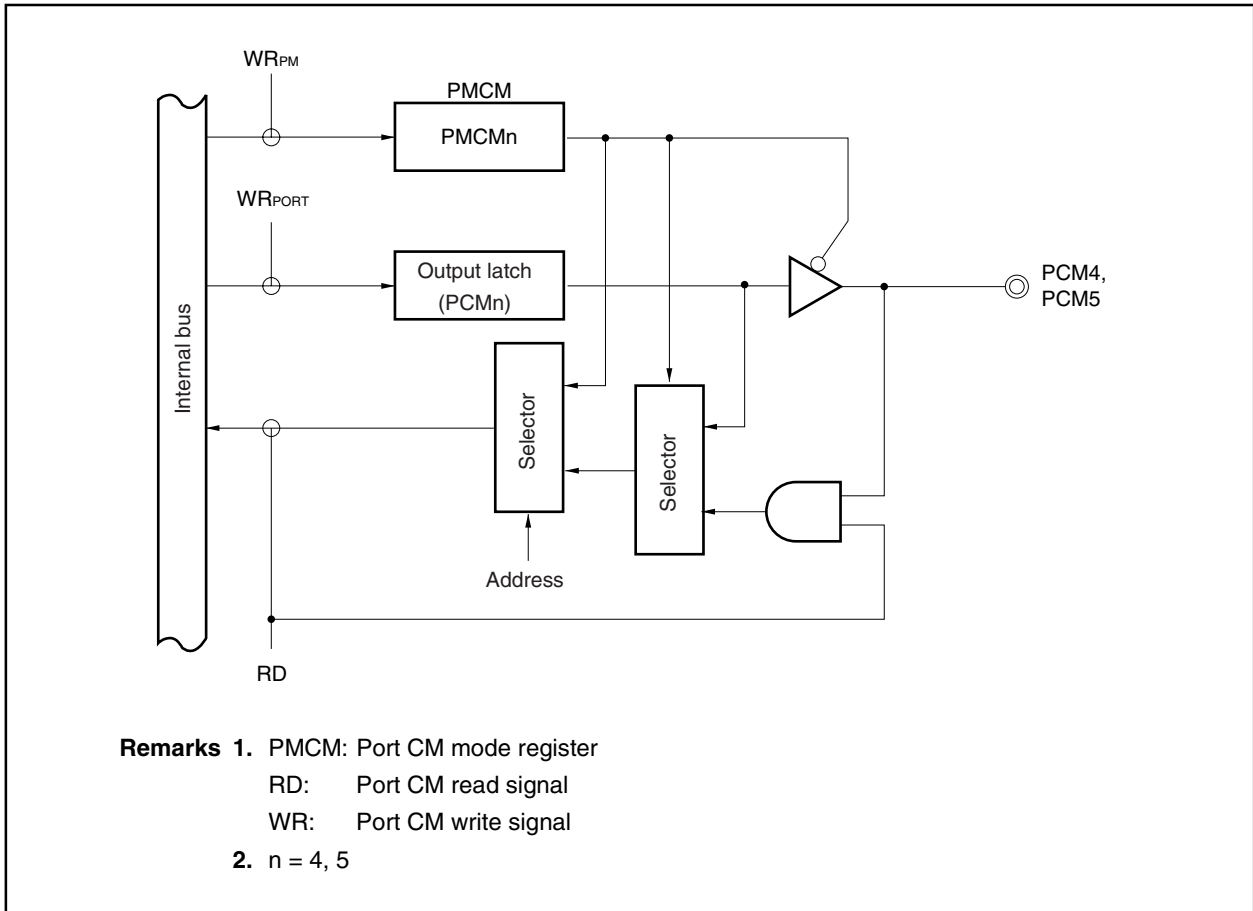 WRPM
PMCM
PMCMn
WRPORT
Output latch
(PCMn)
PCM4,
PCM5
Internal bus
Selector
Selector
Address
RD
Remarks 1. PMCM: Port CM mode register
RD: Port CM read signal
WR: Port CM write signal
2. n = 4, 5